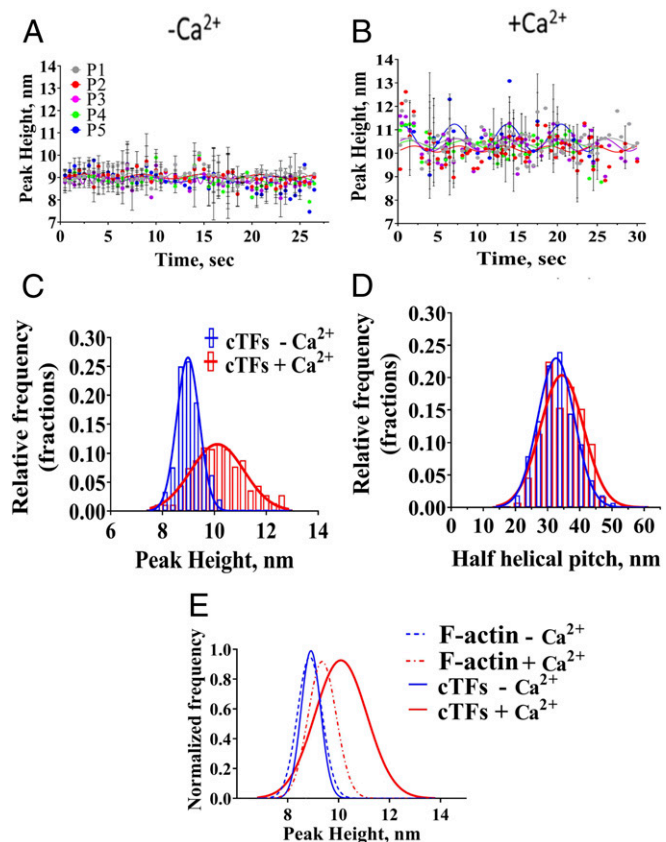 A
-Ca²⁺
B
+Ca²⁺
Peak Height, nm
14
13
12
11
10
9
8
7
P1
P2
P3
P4
P5
0 5 10 15 20 25
Time, sec
Peak Height, nm
14
13
12
11
10
9
8
7
0 5 10 15 20 25 30
Time, sec
C
Relative frequency
(fractions)
0.30
0.25
0.20
0.15
0.10
0.05
0.00
cTFs - Ca²⁺
cTFs + Ca²⁺
6 8 10 12 14
Peak Height, nm
D
Relative frequency
(fractions)
0.30
0.25
0.20
0.15
0.10
0.05
0.00
0 10 20 30 40 50 60
Half helical pitch, nm
E
Normalized frequency
1.0
0.8
0.6
0.4
0.2
0.0
F-actin - Ca²⁺
F-actin + Ca²⁺
cTFs - Ca²⁺
cTFs + Ca²⁺
8 10 12 14
Peak Height, nm